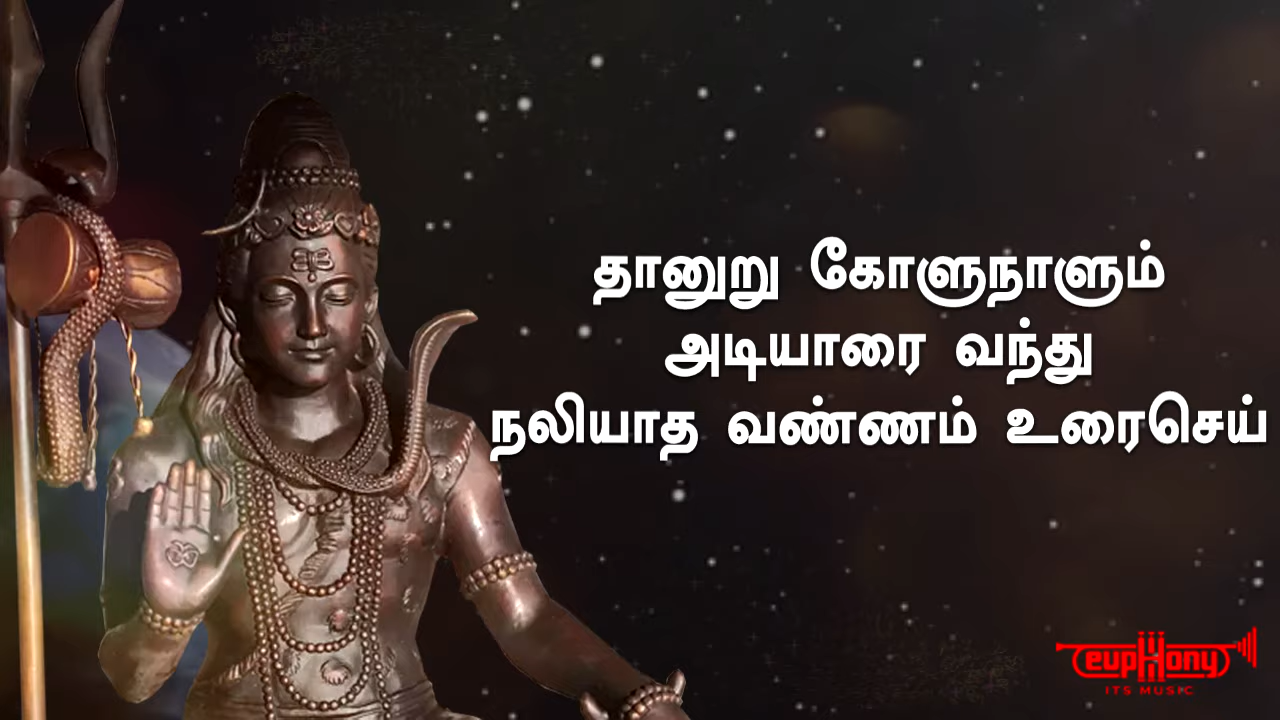 தானுறு கோளுநாளும்
அடியாரை வந்து
நலியாத வண்ணம் உரைசெய்
euphony
ITS MUSIC